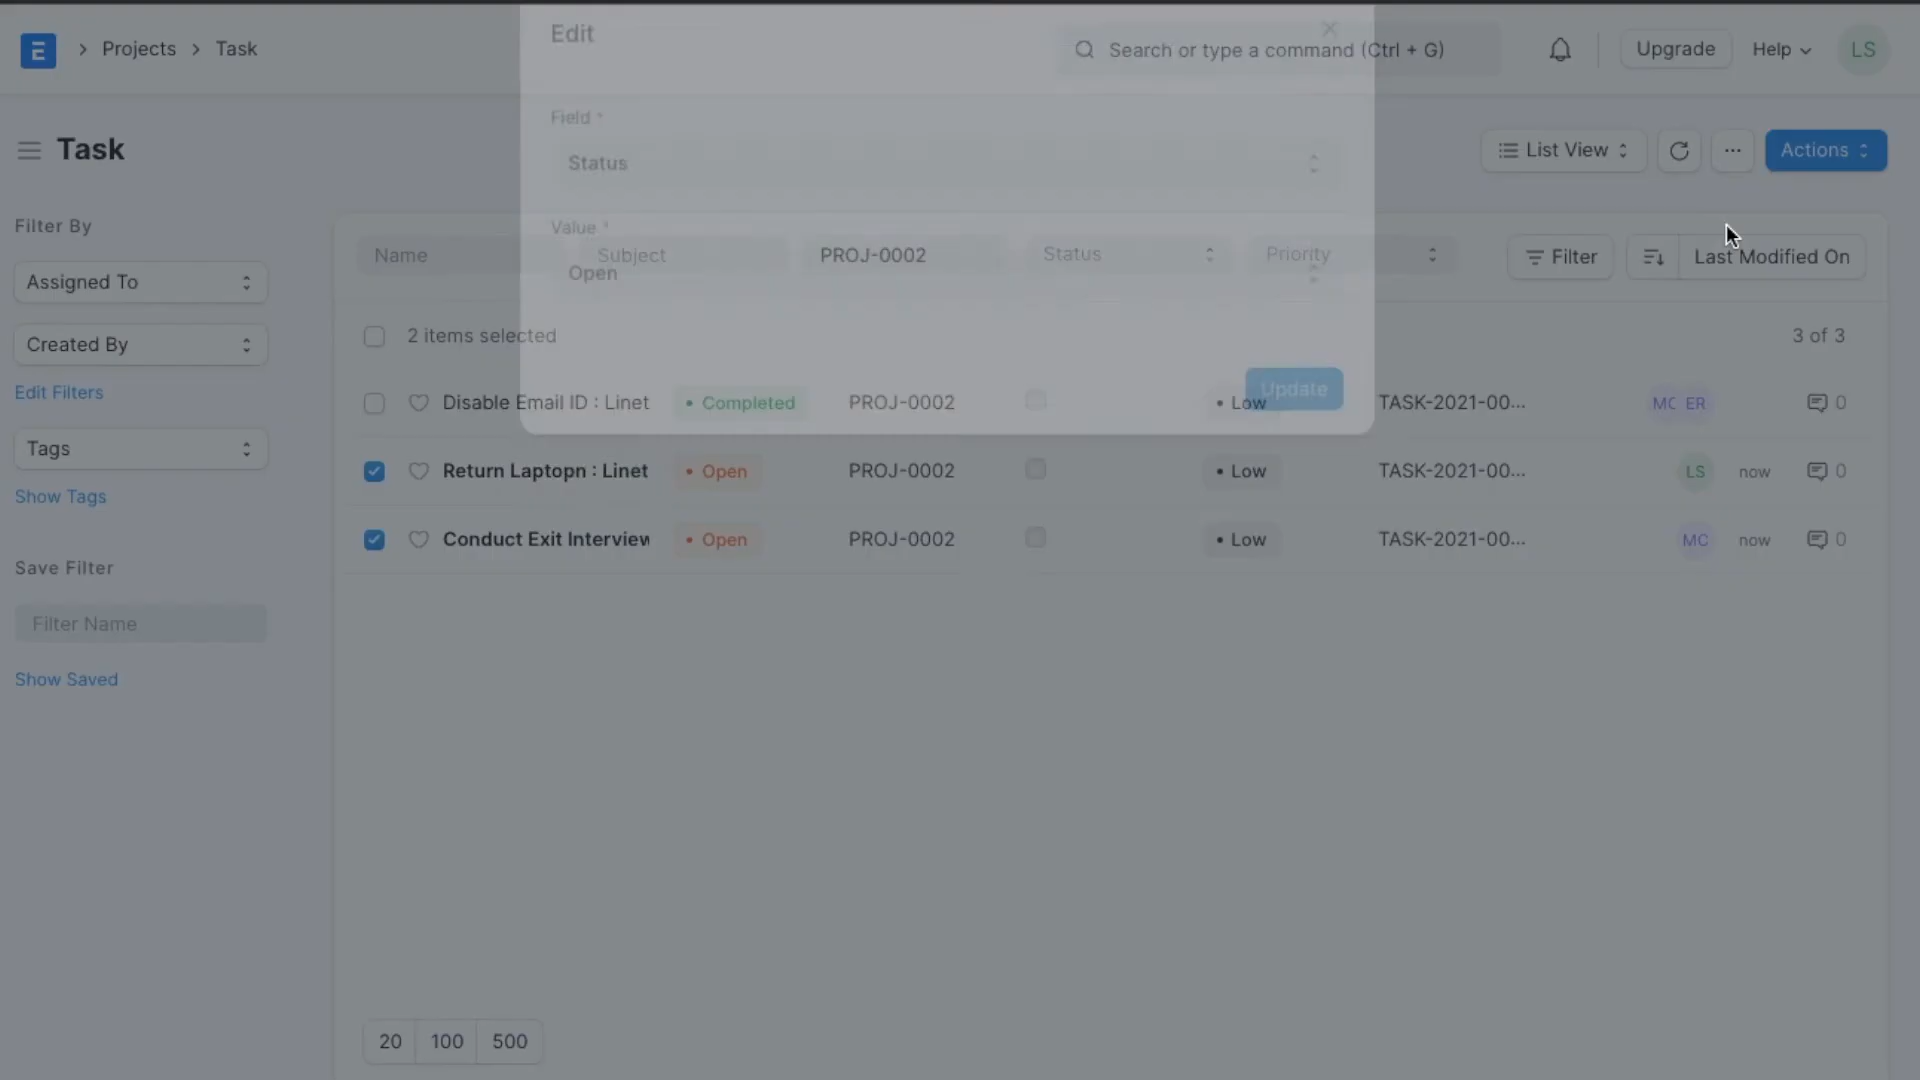 E > Projects > Task
Edit
Search or type a command (Ctrl + G)
Upgrade
Help
LS
Field *
Status
Task
List View
...
Actions
Filter By
Assigned To
Created By
Edit Filters
Tags
Show Tags
Save Filter
Filter Name
Show Saved
Value *
Open
Name
Subject
PROJ-0002
Status
Priority
Filter
Last Modified On
2 items selected
3 of 3
Update
Disable Email ID : Linet • Completed PROJ-0002 • Low TASK-2021-00... MC ER 0
Return Laptopn : Linet • Open PROJ-0002 • Low TASK-2021-00... LS now 0
Conduct Exit Interview • Open PROJ-0002 • Low TASK-2021-00... MC now 0
20 100 500